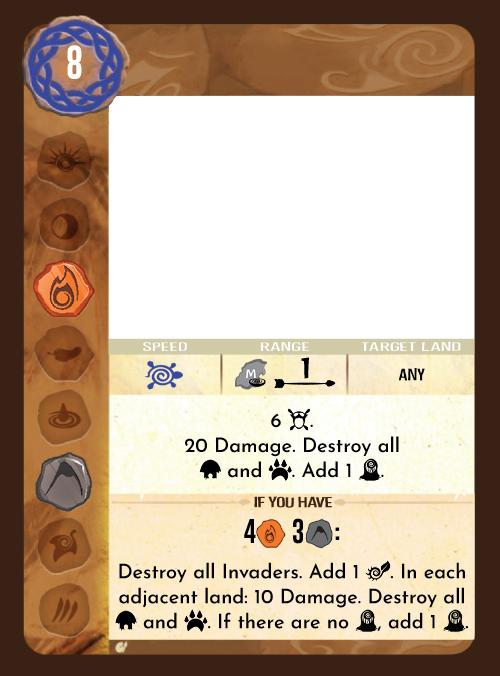 8
SPEED RANGE TARGET LAND
M 1 ANY
6 .
20 Damage. Destroy all
and . Add 1 .
IF YOU HAVE
4 3 :
Destroy all Invaders. Add 1 . In each
adjacent land: 10 Damage. Destroy all
and . If there are no , add 1 .